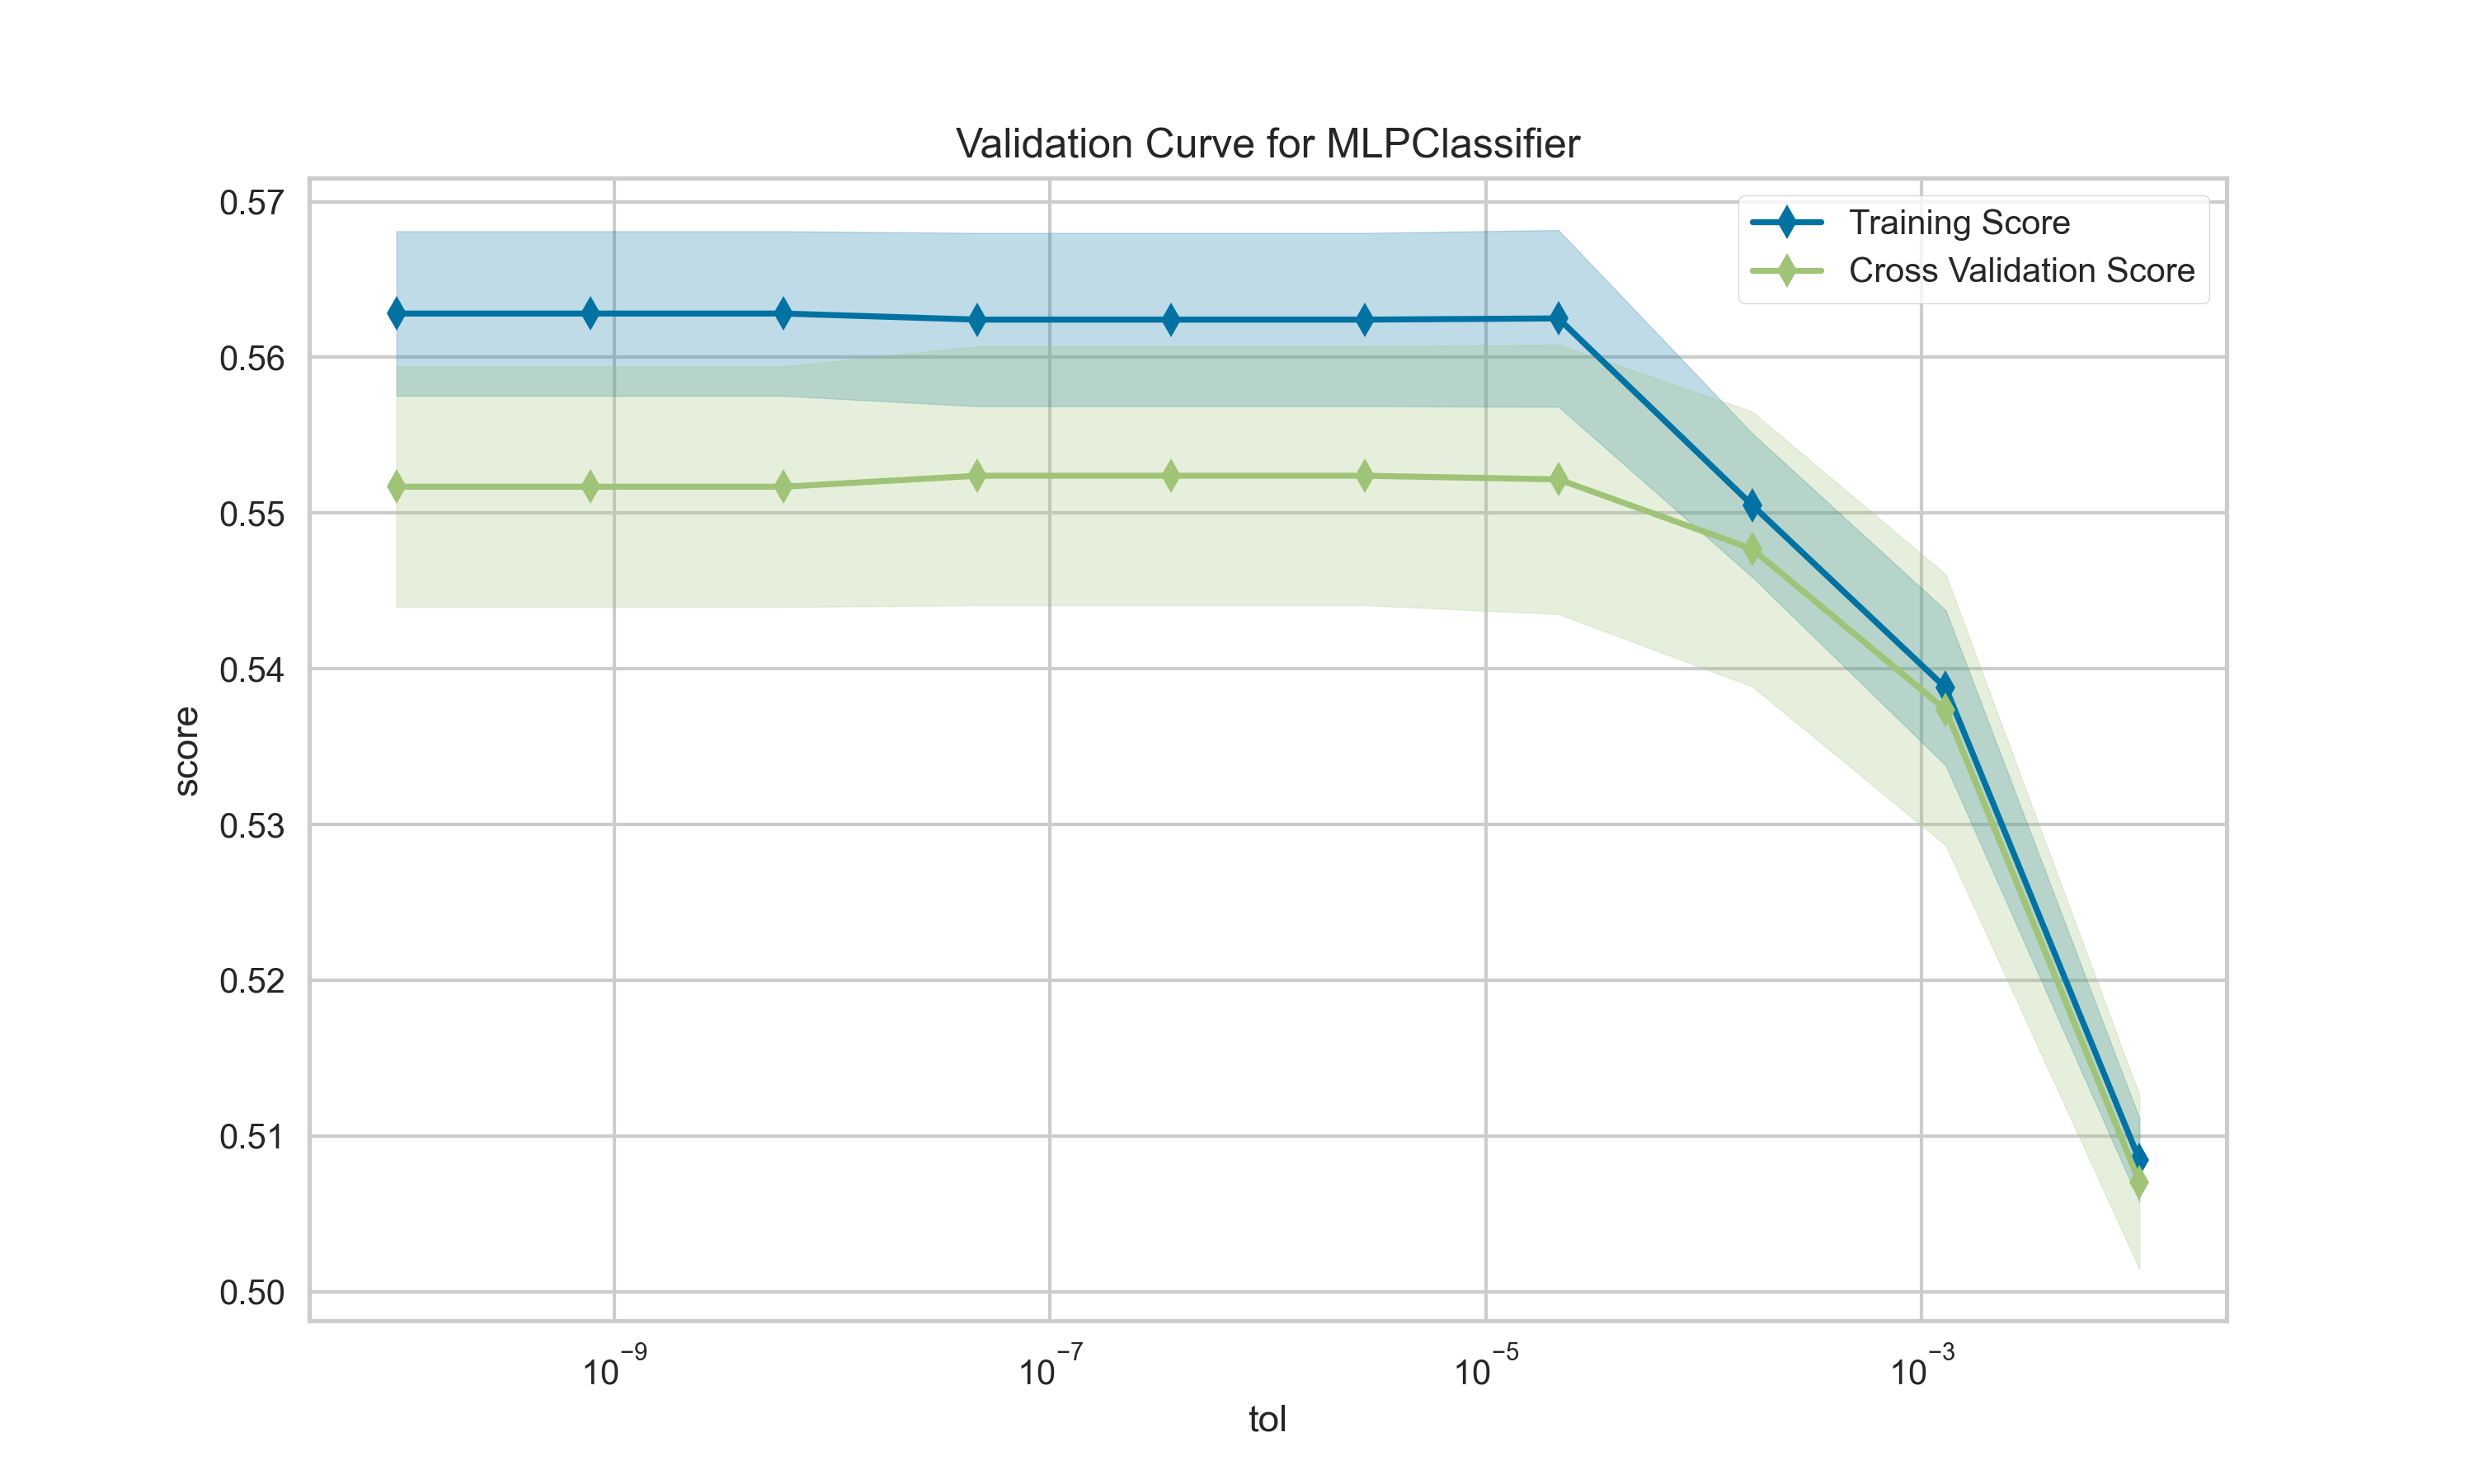 Validation Curve for MLPClassifier
0.57
0.56
0.55
0.54
0.53
0.52
0.51
0.50
score
Training Score
Cross Validation Score
10−9
10−7
10−5
10−3
tol